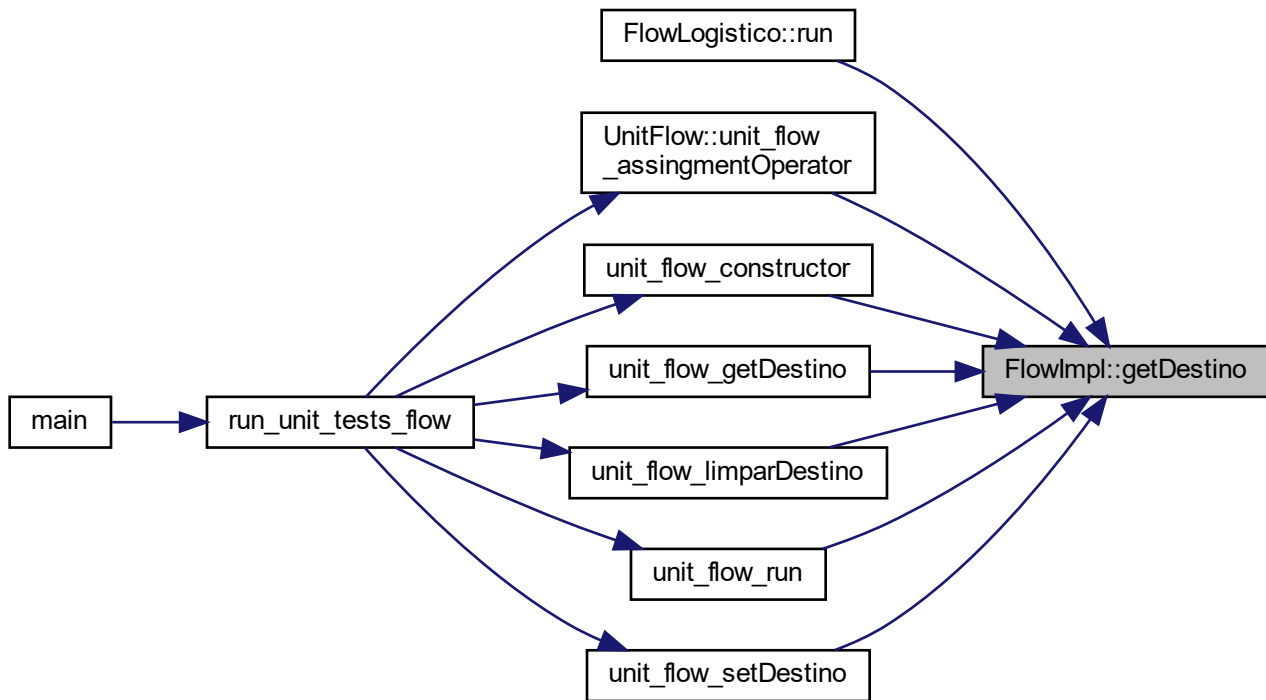 FlowLogistico::run
UnitFlow::unit_flow
_assingmentOperator
unit_flow_constructor
FlowImpl::getDestino
unit_flow_getDestino
main
run_unit_tests_flow
unit_flow_limparDestino
unit_flow_run
unit_flow_setDestino